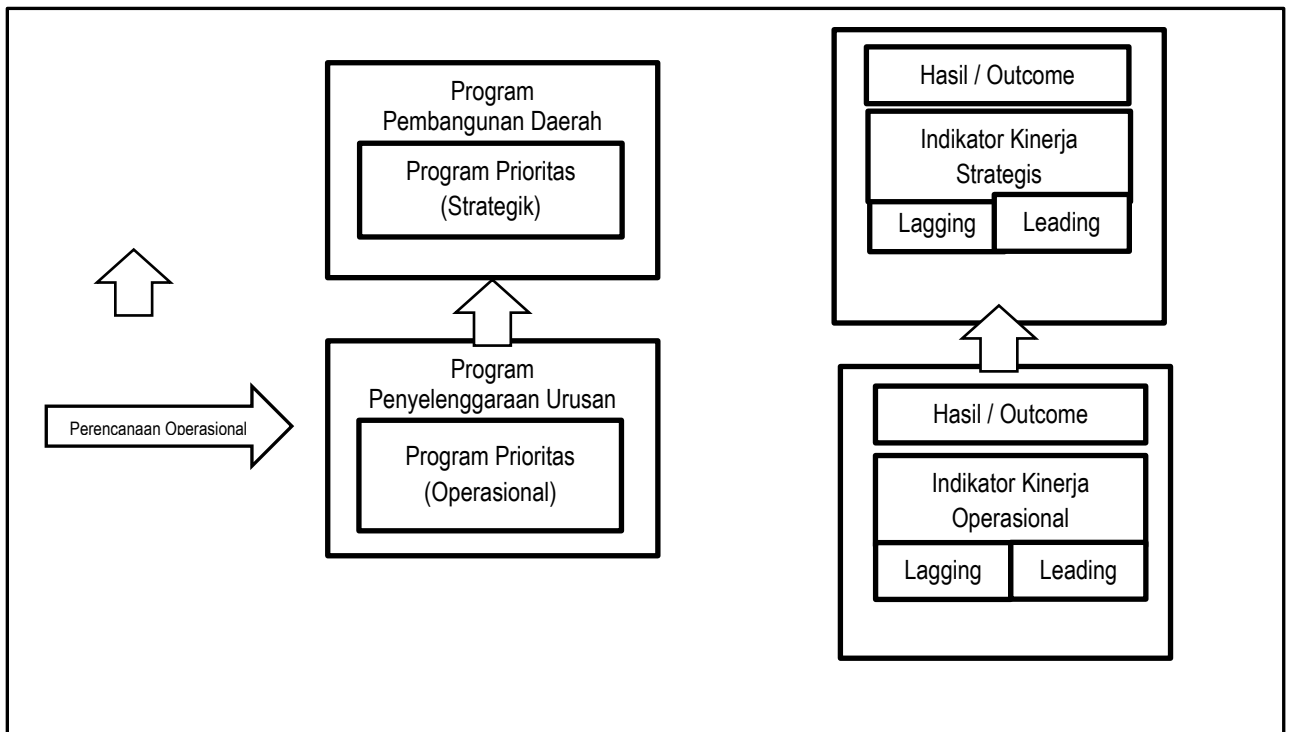 Program
Pembangunan Daerah
Program Prioritas
(Strategik)
Program
Penyelenggaraan Urusan
Program Prioritas
(Operasional)
Perencanaan Operasional
Hasil / Outcome
Indikator Kinerja
Strategis
Lagging
Leading
Hasil / Outcome
Indikator Kinerja
Operasional
Lagging
Leading